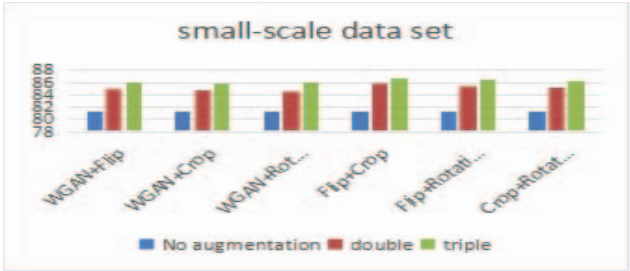 small-scale data set
88
86
84
82
80
78
WGAN+Flip
WGAN+Crop
WGAN+Rot...
Flip+Crop
Flip+Rotati...
Crop+Rotat...
No augmentation double triple